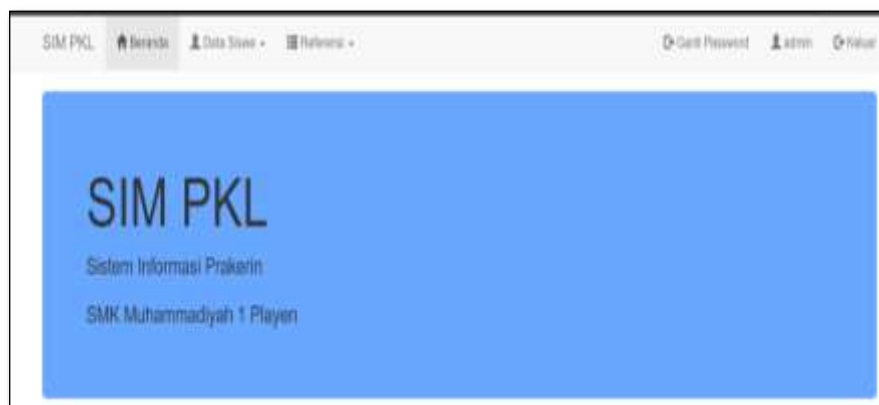 SIM PKL Beranda Data Siswa Referensi Ganti Password admin Keluar
SIM PKL
Sistem Informasi Prakerin
SMK Muhammadiyah 1 Playen